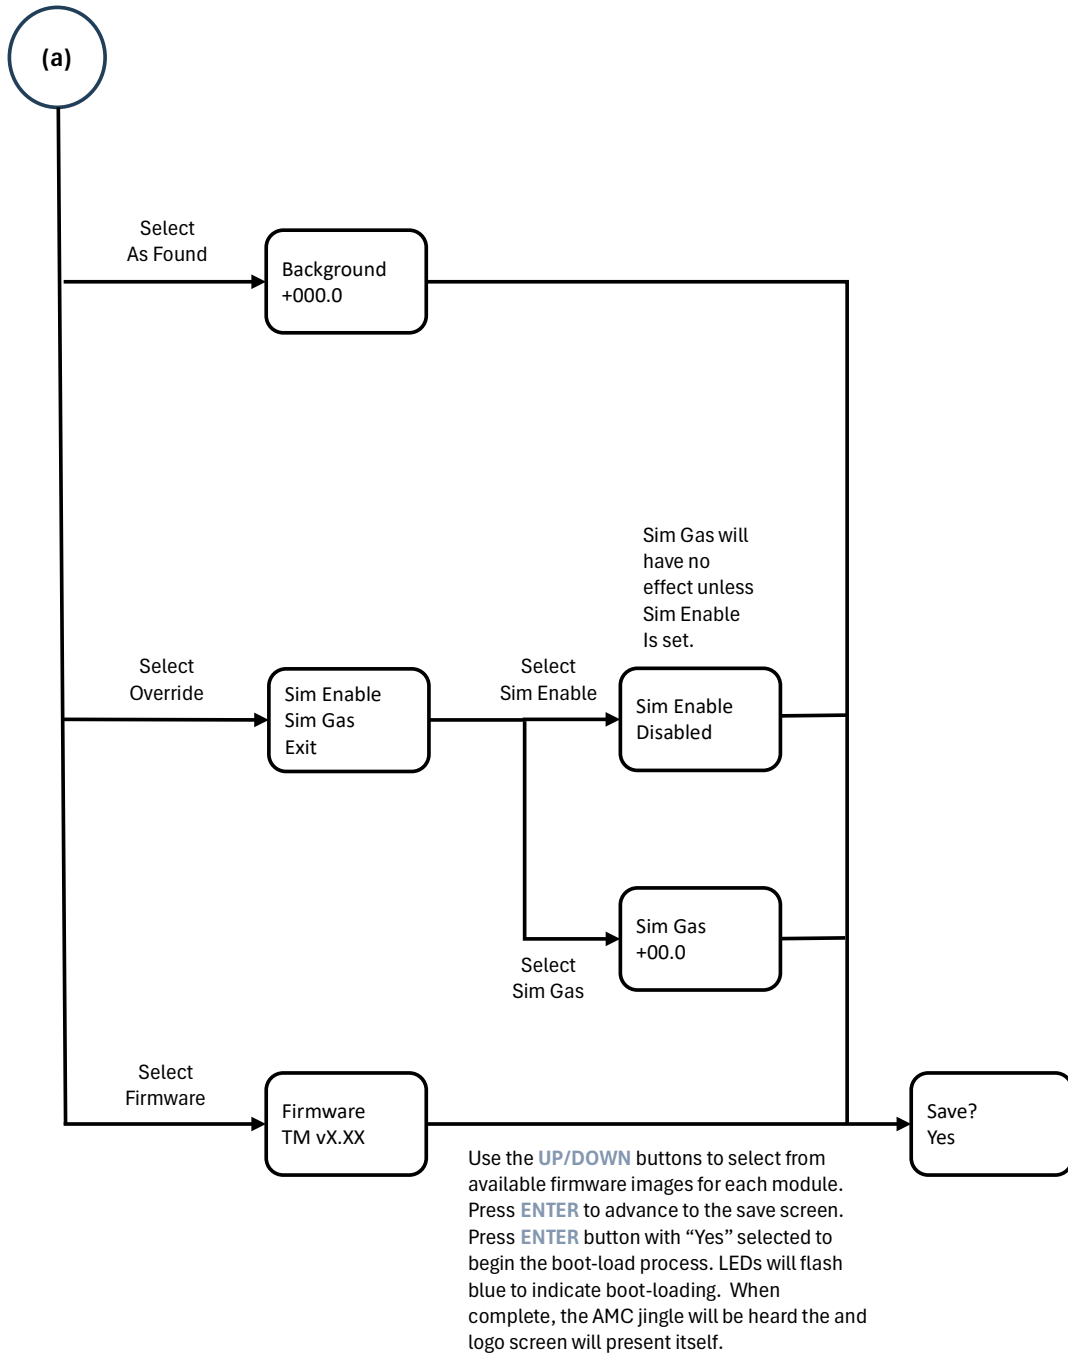 (a)
Select
As Found
Background
+000.0
Sim Gas will
have no
effect unless
Sim Enable
Is set.
Select
Override
Sim Enable
Sim Gas
Exit
Select
Sim Enable
Sim Enable
Disabled
Sim Gas
+00.0
Select
Sim Gas
Select
Firmware
Firmware
TM vX.XX
Save?
Yes
Use the UP/DOWN buttons to select from
available firmware images for each module.
Press ENTER to advance to the save screen.
Press ENTER button with “Yes” selected to
begin the boot-load process. LEDs will flash
blue to indicate boot-loading.  When
complete, the AMC jingle will be heard the and
logo screen will present itself.